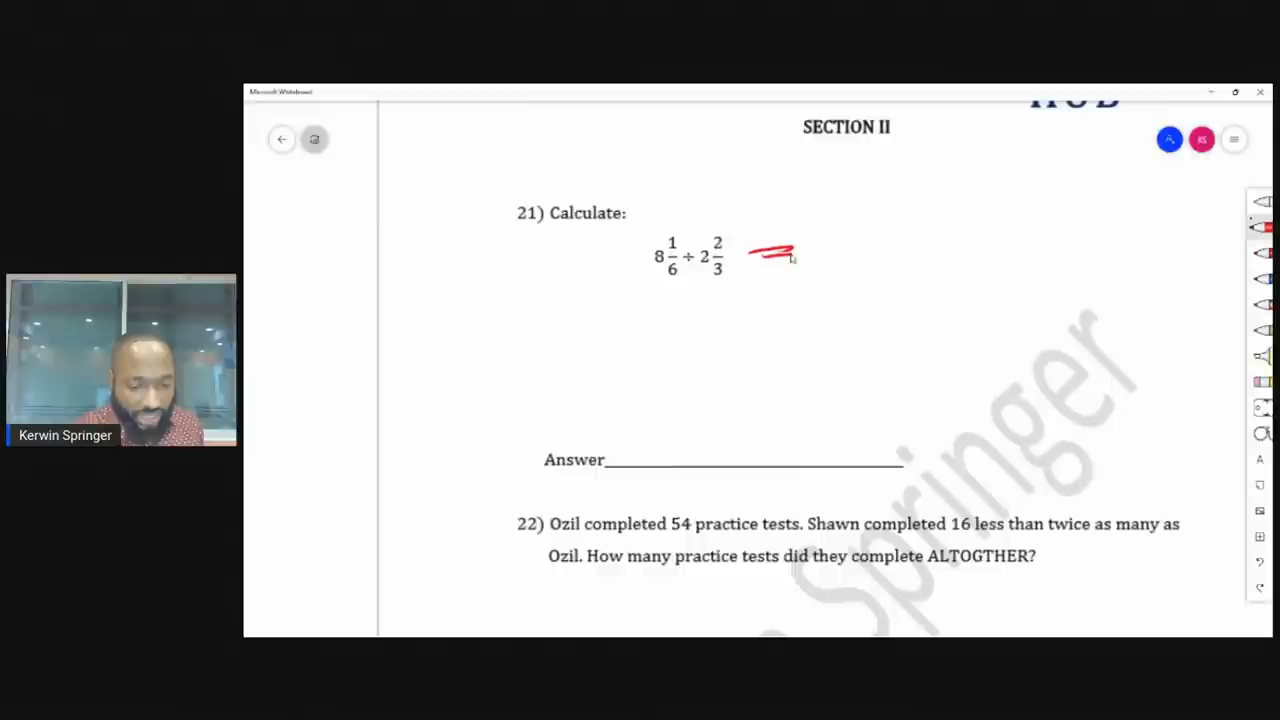 Microsoft Whiteboard
HUB
SECTION II
21) Calculate:
8 1/6 ÷ 2 2/3
Kerwin Springer
Answer______________________________
Springer
22) Ozil completed 54 practice tests. Shawn completed 16 less than twice as many as
Ozil. How many practice tests did they complete ALTOGTHER?